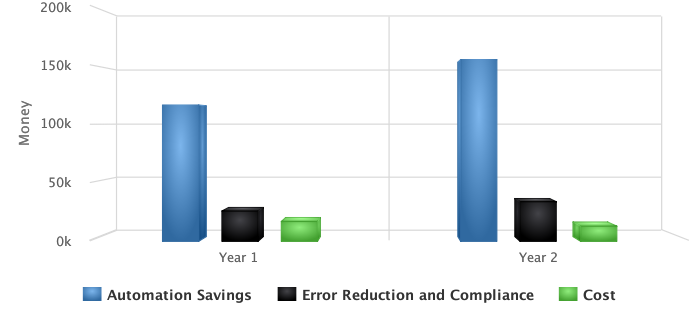 200k
150k
100k
50k
0k
Money
Year 1
Year 2
Automation Savings
Error Reduction and Compliance
Cost